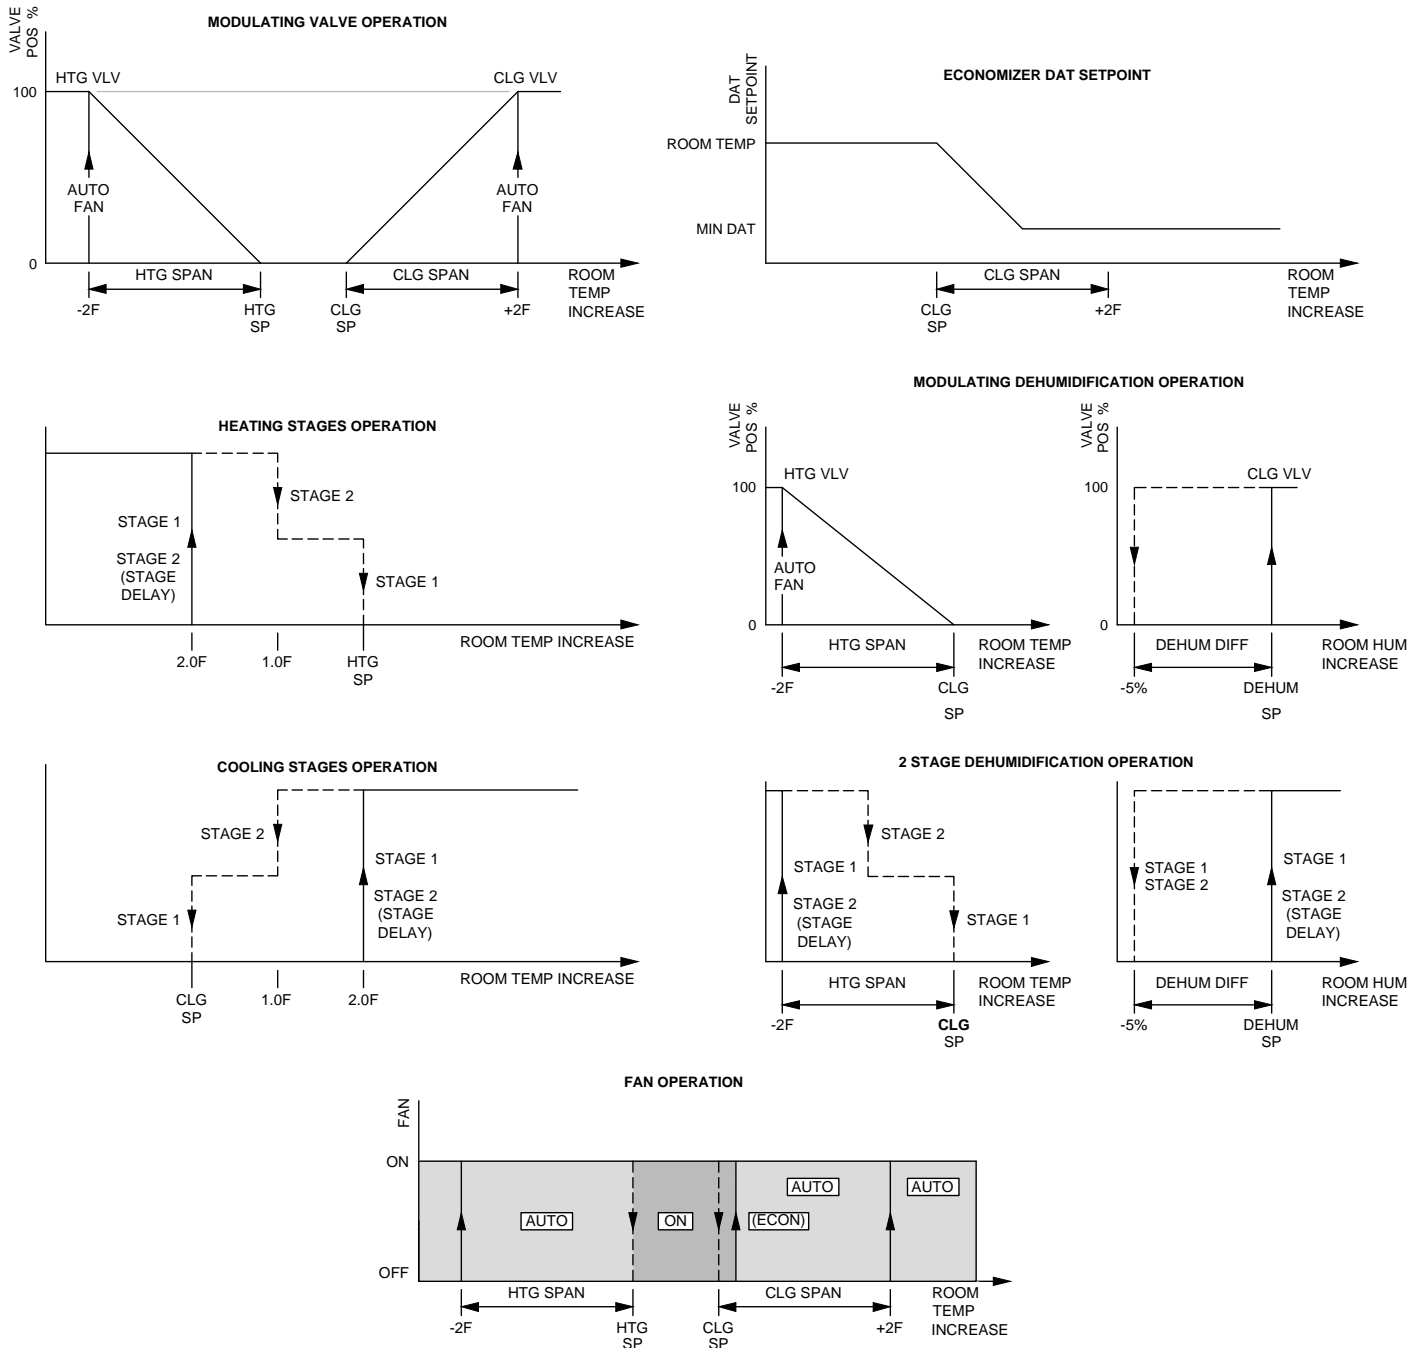 MODULATING VALVE OPERATION
VALVE
POS %
HTG VLV
CLG VLV
100
AUTO
FAN
AUTO
FAN
0
HTG SPAN
CLG SPAN
ROOM
TEMP
INCREASE
-2F
HTG
SP
CLG
SP
+2F
ECONOMIZER DAT SETPOINT
DAT
SETPOINT
ROOM TEMP
MIN DAT
CLG SPAN
ROOM
TEMP
INCREASE
CLG
SP
+2F
HEATING STAGES OPERATION
STAGE 2
STAGE 1
STAGE 2
(STAGE
DELAY)
STAGE 1
ROOM TEMP INCREASE
2.0F
1.0F
HTG
SP
MODULATING DEHUMIDIFICATION OPERATION
VALVE
POS %
HTG VLV
100
AUTO
FAN
0
HTG SPAN
ROOM TEMP
INCREASE
-2F
CLG
SP
VALVE
POS %
CLG VLV
100
0
DEHUM DIFF
ROOM HUM
INCREASE
-5%
DEHUM
SP
COOLING STAGES OPERATION
STAGE 2
STAGE 1
STAGE 1
STAGE 2
(STAGE
DELAY)
ROOM TEMP INCREASE
CLG
SP
1.0F
2.0F
2 STAGE DEHUMIDIFICATION OPERATION
STAGE 2
STAGE 1
STAGE 2
(STAGE
DELAY)
STAGE 1
HTG SPAN
ROOM TEMP
INCREASE
-2F
CLG
SP
STAGE 1
STAGE 2
STAGE 1
STAGE 2
(STAGE
DELAY)
DEHUM DIFF
ROOM HUM
INCREASE
-5%
DEHUM
SP
FAN OPERATION
FAN
ON
AUTO
AUTO
AUTO
ON
(ECON)
OFF
HTG SPAN
CLG SPAN
ROOM
TEMP
INCREASE
-2F
HTG
SP
CLG
SP
+2F